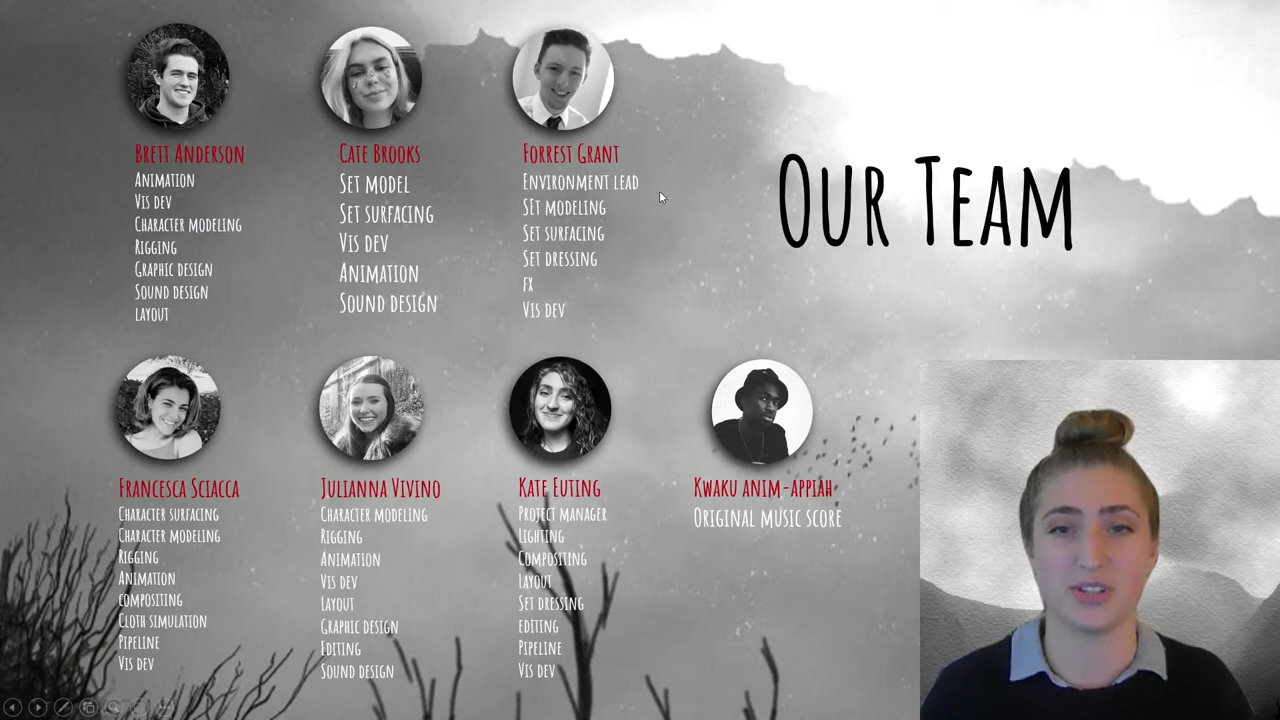 Our Team
Brett Anderson
Animation
Vis dev
Character modeling
Rigging
Graphic design
Sound design
layout
Cate Brooks
Set model
Set surfacing
Vis dev
Animation
Sound design
Forrest Grant
Environment lead
Set modeling
Set surfacing
Set dressing
FX
Vis dev
Francesca Sciacca
Character surfacing
Character modeling
Rigging
Animation
compositing
Cloth simulation
Pipeline
Vis dev
Julianna Vivino
Character modeling
Rigging
Animation
Vis dev
Layout
Graphic design
Editing
Sound design
Kate Euting
Project manager
Lighting
Compositing
Layout
Set dressing
editing
Pipeline
Vis dev
Kwaku anim-appiah
Original music score